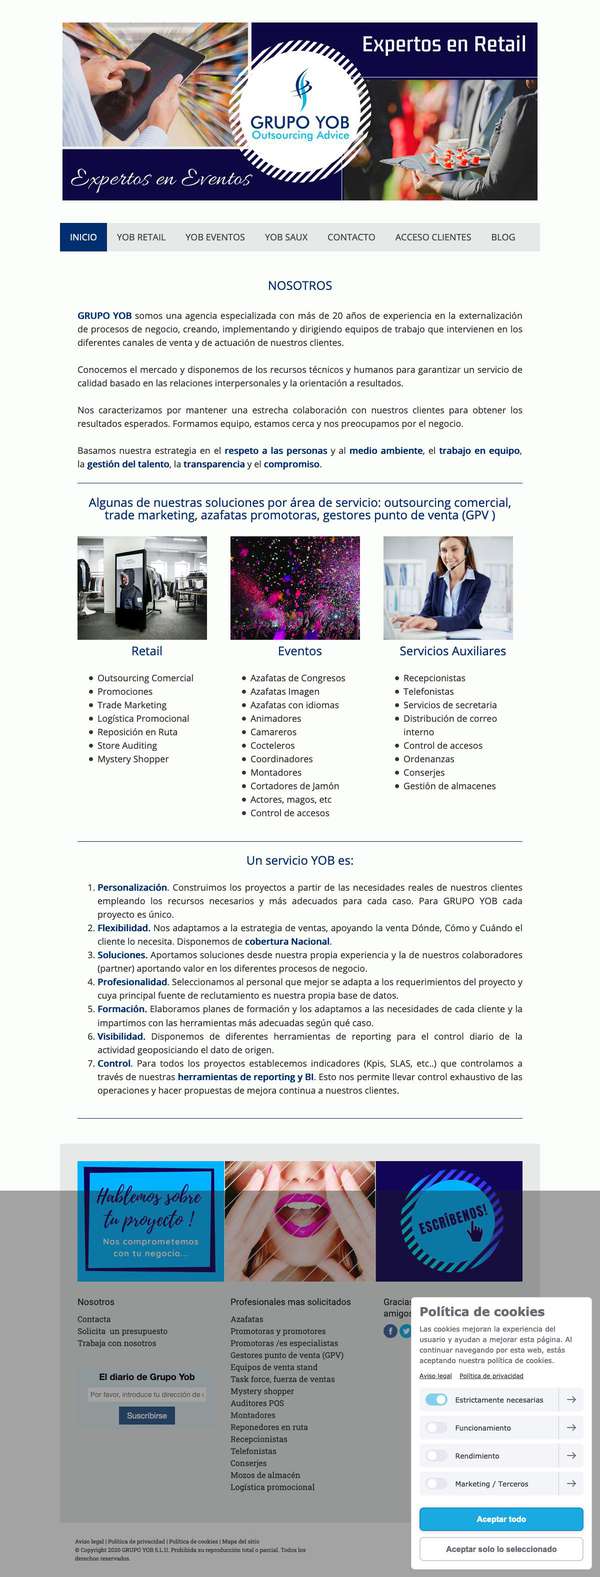 Expertos en Retail
GRUPO YOB
Outsourcing Advice
Expertos en Eventos
INICIO YOB RETAIL YOB EVENTOS YOB SAUX CONTACTO ACCESO CLIENTES BLOG
NOSOTROS
GRUPO YOB somos una agencia especializada con más de 20 años de experiencia en la externalización
de procesos de negocio, creando, implementando y dirigiendo equipos de trabajo que intervienen en los
diferentes canales de venta y de actuación de nuestros clientes.
Conocemos el mercado y disponemos de los recursos técnicos y humanos para garantizar un servicio de
calidad basado en las relaciones interpersonales y la orientación a resultados.
Nos caracterizamos por mantener una estrecha colaboración con nuestros clientes para obtener los
resultados esperados. Formamos equipo, estamos cerca y nos preocupamos por el negocio.
Basamos nuestra estrategia en el respeto a las personas y al medio ambiente, el trabajo en equipo,
la gestión del talento, la transparencia y el compromiso.
Algunas de nuestras soluciones por área de servicio: outsourcing comercial,
trade marketing, azafatas promotoras, gestores punto de venta (GPV )
Retail
Outsourcing Comercial
Promociones
Trade Marketing
Logística Promocional
Reposición en Ruta
Store Auditing
Mystery Shopper
Eventos
Azafatas de Congresos
Azafatas Imagen
Azafatas con idiomas
Animadores
Camareros
Cocteleros
Coordinadores
Montadores
Cortadores de Jamón
Actores, magos, etc
Control de accesos
Servicios Auxiliares
Recepcionistas
Telefonistas
Servicios de secretaria
Distribución de correo
interno
Control de accesos
Ordenanzas
Conserjes
Gestión de almacenes
Un servicio YOB es:
1. Personalización. Construimos los proyectos a partir de las necesidades reales de nuestros clientes
empleando los recursos necesarios y más adecuados para cada caso. Para GRUPO YOB cada
proyecto es único.
2. Flexibilidad. Nos adaptamos a la estrategia de ventas, apoyando la venta Dónde, Cómo y Cuándo el
cliente lo necesita. Disponemos de cobertura Nacional.
3. Soluciones. Aportamos soluciones desde nuestra propia experiencia y la de nuestros colaboradores
(partner) aportando valor en los diferentes procesos de negocio.
4. Profesionalidad. Seleccionamos al personal que mejor se adapta a los requerimientos del proyecto y
cuya principal fuente de reclutamiento es nuestra propia base de datos.
5. Formación. Elaboramos planes de formación y los adaptamos a las necesidades de cada cliente y la
impartimos con las herramientas más adecuadas según qué caso.
6. Visibilidad. Disponemos de diferentes herramientas de reporting para el control diario de la
actividad geoposiciando el dato de origen.
7. Control. Para todos los proyectos establecemos indicadores (Kpis, SLAS, etc..) que controlamos a
través de nuestras herramientas de reporting y BI. Esto nos permite llevar control exhaustivo de las
operaciones y hacer propuestas de mejora continua a nuestros clientes.
Hablemos sobre
tu proyecto !
Nos comprometemos
con tu negocio...
ESCRÍBENOS!
Nosotros
Contacta
Solicita un presupuesto
Trabaja con nosotros
El diario de Grupo Yob
Por favor, introduce tu dirección de
Suscribirse
Profesionales mas solicitados
Azafatas
Promotoras y promotores
Promotoras /es especialistas
Gestores punto de venta (GPV)
Equipos de venta stand
Task force, fuerza de ventas
Mystery shopper
Auditores POS
Montadores
Reponedores en ruta
Recepcionistas
Telefonistas
Conserjes
Mozos de almacén
Logística promocional
Gracias
amigos
Política de cookies
Las cookies mejoran la experiencia del
usuario y ayudan a mejorar esta página. Al
continuar navegando por esta web, estás
aceptando nuestra política de cookies.
Aviso legal Política de privacidad
Estrictamente necesarias
Funcionamiento
Rendimiento
Marketing / Terceros
Aceptar todo
Aceptar solo lo seleccionado
Aviso legal | Política de privacidad | Política de cookies | Mapa del sitio
© Copyright 2020 GRUPO YOB S.L.U. Prohibida su reproducción total o parcial. Todos los
derechos reservados.